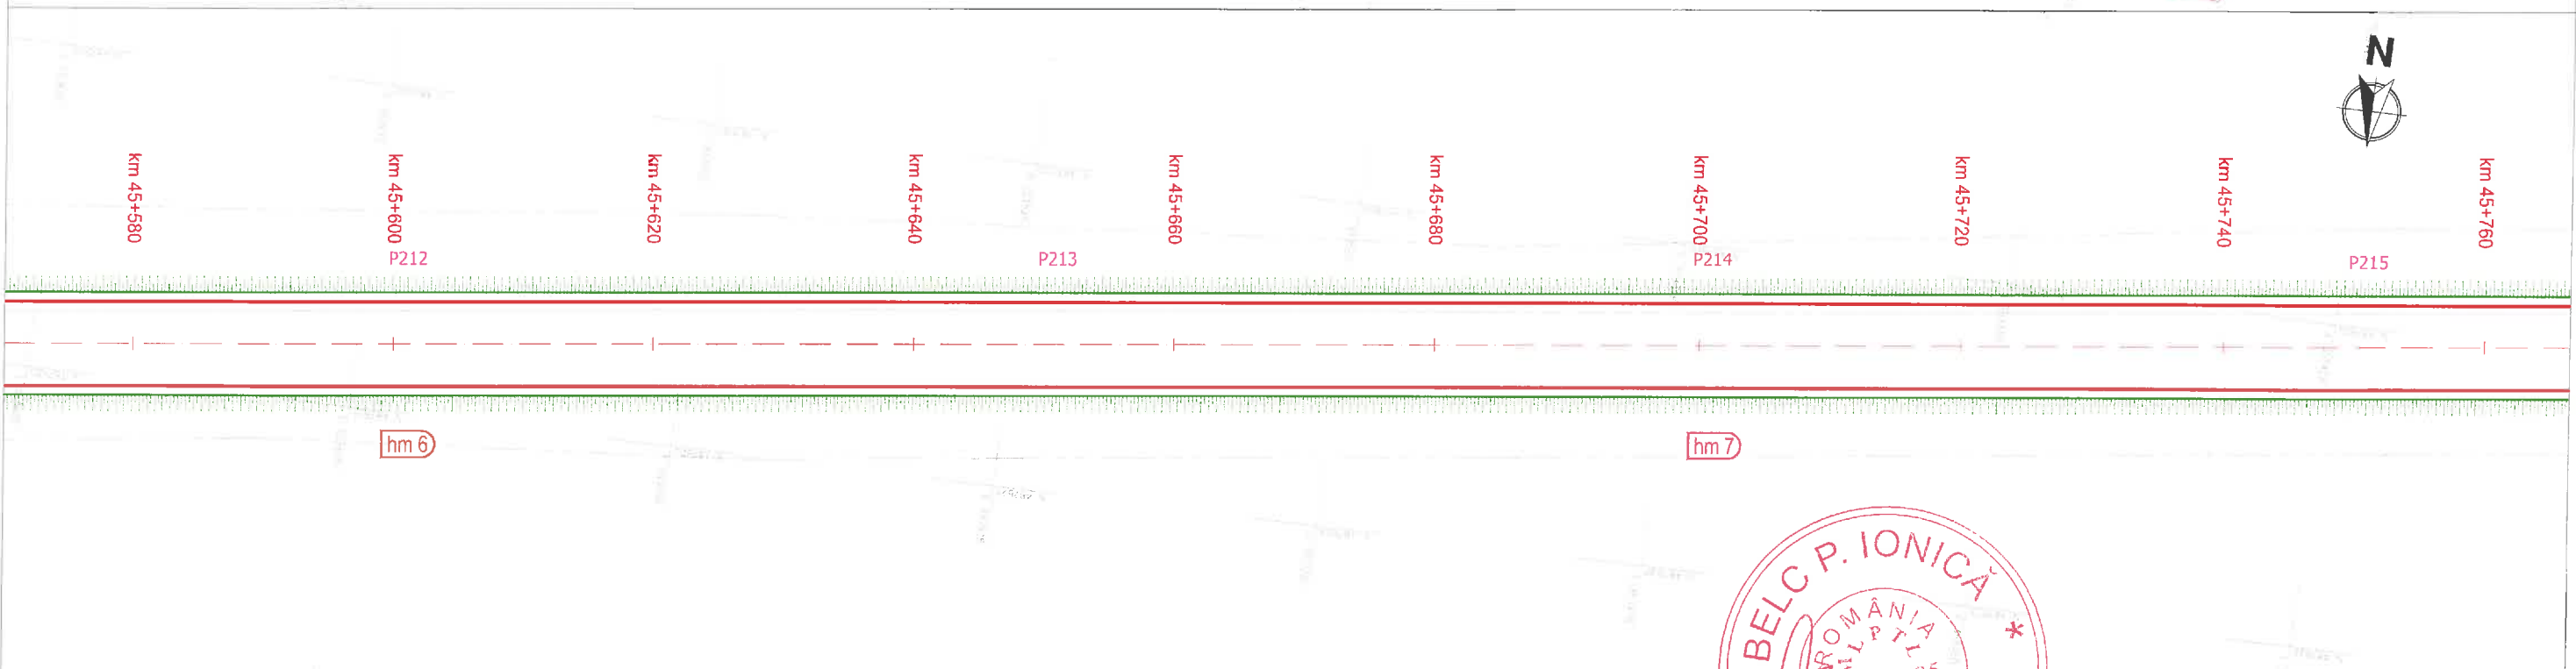 N
km 45+580
km 45+600
km 45+620
km 45+640
km 45+660
km 45+680
km 45+700
km 45+720
km 45+740
km 45+760
P212
P213
P214
P215
hm 6
hm 7
BELC P. IONICĂ *
ROMÂNIA